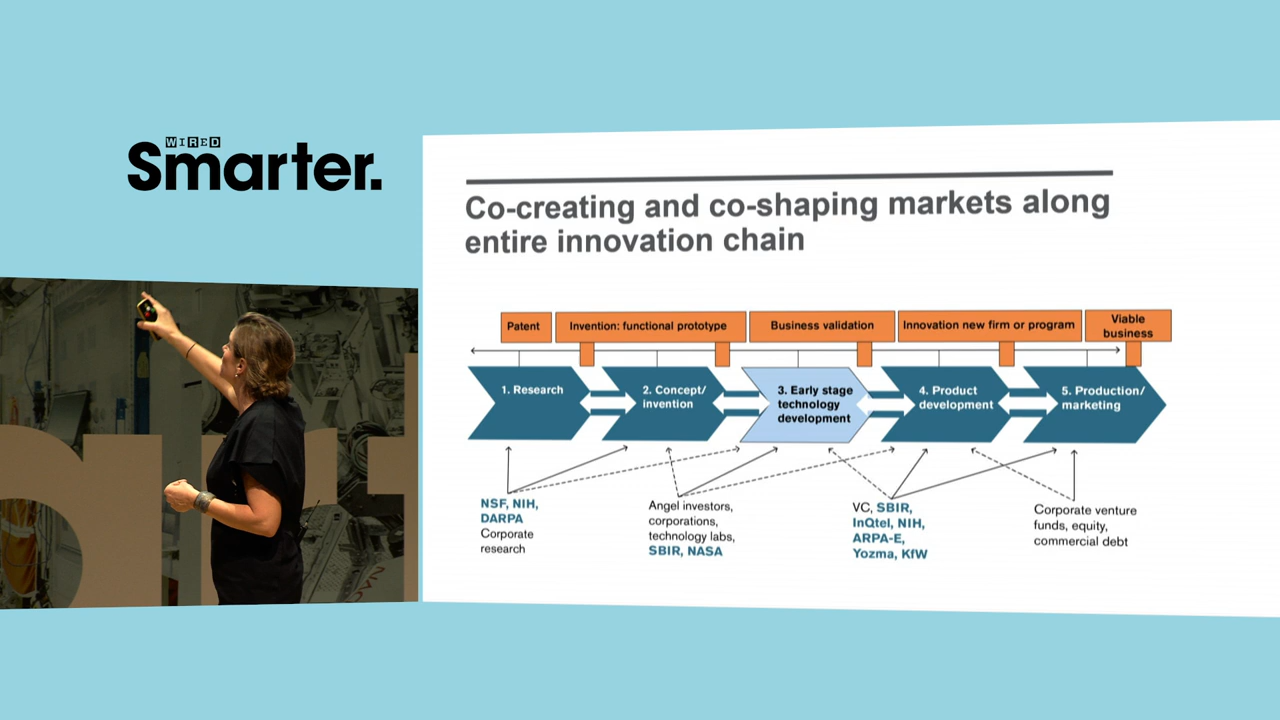 WIRED
Smarter.
Co-creating and co-shaping markets along
entire innovation chain
Patent
Invention: functional prototype
Business validation
Innovation new firm or program
Viable
business
1. Research
2. Concept/
invention
3. Early stage
technology
development
4. Product
development
5. Production/
marketing
NSF, NIH,
DARPA
Corporate
research
Angel investors,
corporations,
technology labs,
SBIR, NASA
VC, SBIR,
InQtel, NIH,
ARPA-E,
Yozma, KfW
Corporate venture
funds, equity,
commercial debt